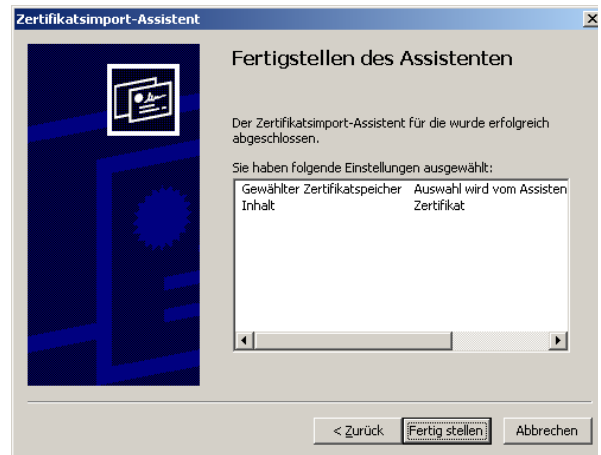 Zertifikatsimport-Assistent
Fertigstellen des Assistenten
Der Zertifikatsimport-Assistent für die wurde erfolgreich
abgeschlossen.
Sie haben folgende Einstellungen ausgewählt:
Gewählter Zertifikatspeicher Auswahl wird vom Assisten
Inhalt Zertifikat
< Zurück Fertig stellen Abbrechen